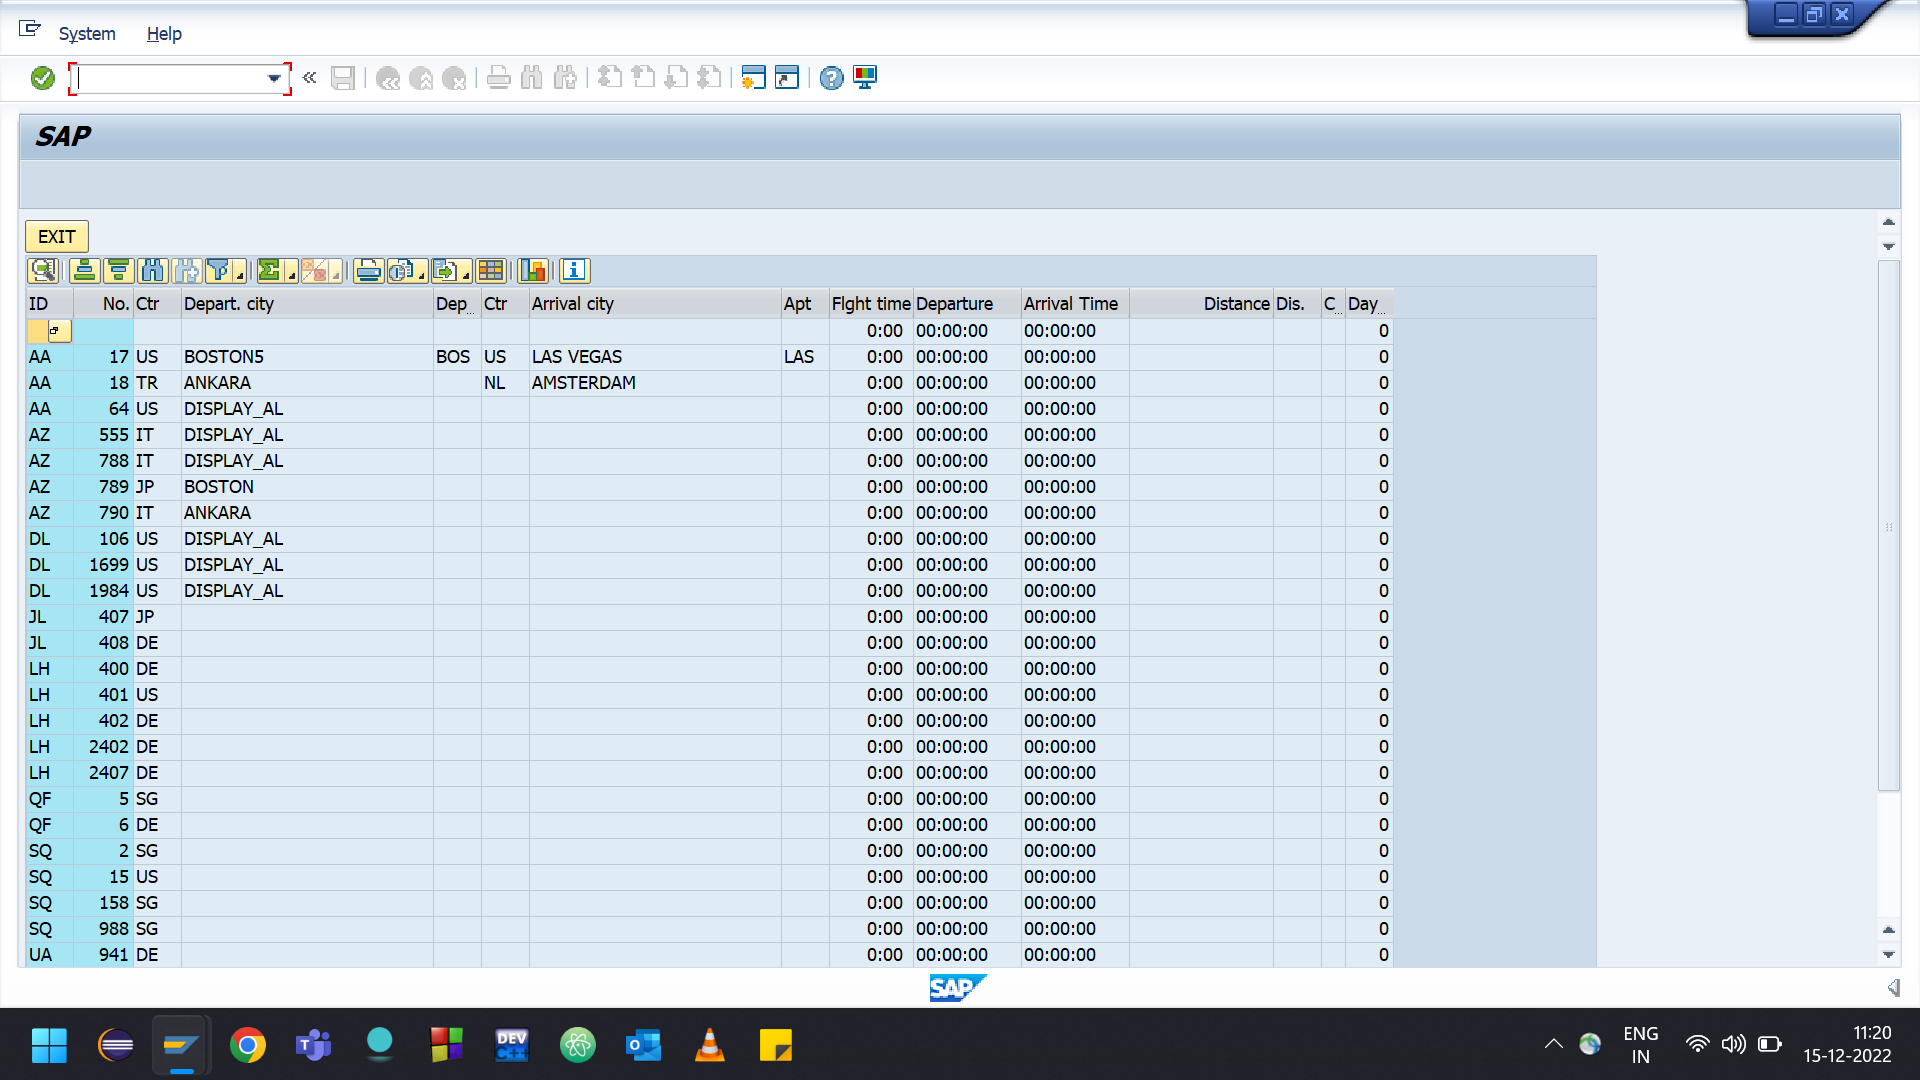 System Help
SAP
EXIT
ID No. Ctr Depart. city Dep.. Ctr Arrival city Apt Flght time Departure Arrival Time Distance Dis. C.. Day..
0:00 00:00:00 00:00:00 0
AA 17 US BOSTON5 BOS US LAS VEGAS LAS 0:00 00:00:00 00:00:00 0
AA 18 TR ANKARA NL AMSTERDAM 0:00 00:00:00 00:00:00 0
AA 64 US DISPLAY_AL 0:00 00:00:00 00:00:00 0
AZ 555 IT DISPLAY_AL 0:00 00:00:00 00:00:00 0
AZ 788 IT DISPLAY_AL 0:00 00:00:00 00:00:00 0
AZ 789 JP BOSTON 0:00 00:00:00 00:00:00 0
AZ 790 IT ANKARA 0:00 00:00:00 00:00:00 0
DL 106 US DISPLAY_AL 0:00 00:00:00 00:00:00 0
DL 1699 US DISPLAY_AL 0:00 00:00:00 00:00:00 0
DL 1984 US DISPLAY_AL 0:00 00:00:00 00:00:00 0
JL 407 JP 0:00 00:00:00 00:00:00 0
JL 408 DE 0:00 00:00:00 00:00:00 0
LH 400 DE 0:00 00:00:00 00:00:00 0
LH 401 US 0:00 00:00:00 00:00:00 0
LH 402 DE 0:00 00:00:00 00:00:00 0
LH 2402 DE 0:00 00:00:00 00:00:00 0
LH 2407 DE 0:00 00:00:00 00:00:00 0
QF 5 SG 0:00 00:00:00 00:00:00 0
QF 6 DE 0:00 00:00:00 00:00:00 0
SQ 2 SG 0:00 00:00:00 00:00:00 0
SQ 15 US 0:00 00:00:00 00:00:00 0
SQ 158 SG 0:00 00:00:00 00:00:00 0
SQ 988 SG 0:00 00:00:00 00:00:00 0
UA 941 DE 0:00 00:00:00 00:00:00 0
SAP
DEV
C++
ENG
IN
11:20
15-12-2022